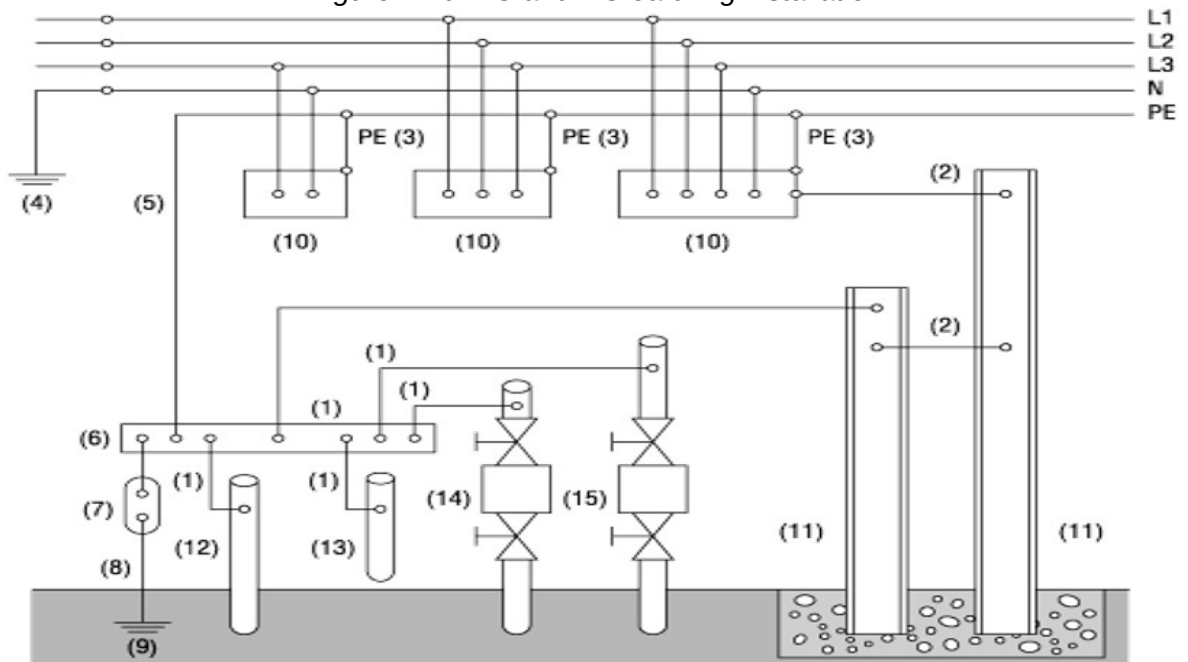 L1
L2
L3
N
PE
PE (3) PE (3) PE (3)
(2)
(4) (5)
(10) (10) (10)
(2)
(1)
(1)
(1)
(6)
(1) (1) (14) (15)
(7)
(11) (11)
(12) (13)
(8)
(9)